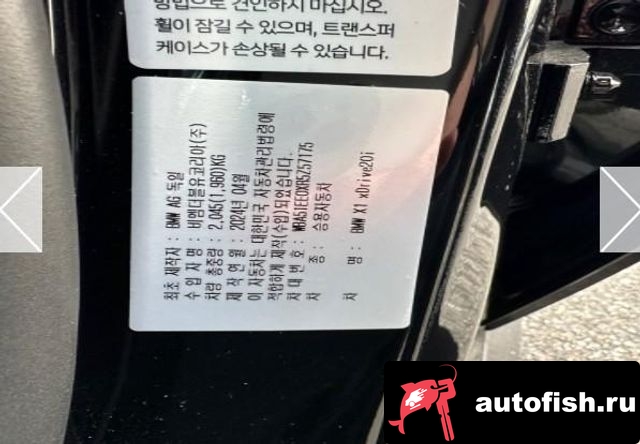 방법으로 견인하지 마십시오.
휠이 잠길 수 있으며, 트랜스퍼
케이스가 손상될 수 있습니다.
최초 제작자 : BMW AG 독일
수 입 자 명 : 비엠더블유코리아(주)
차량 총중량 : 2,045(1,960)KG
제 작 연 월 : 2024년 04월
이 자동차는 대한민국 자동차관리법령에
적합하게 제작(수입)되었습니다.
차 대 번 호 : WBA51EE0X05Z57175
차 종 : 승용자동차
차 명 : BMW X1 xDrive20i
autofish.ru